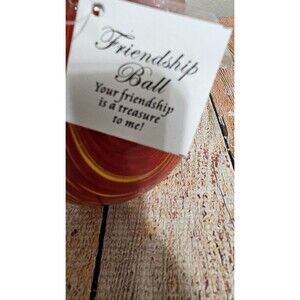 Friendship
Ball
Your friendship
is a treasure
to me!